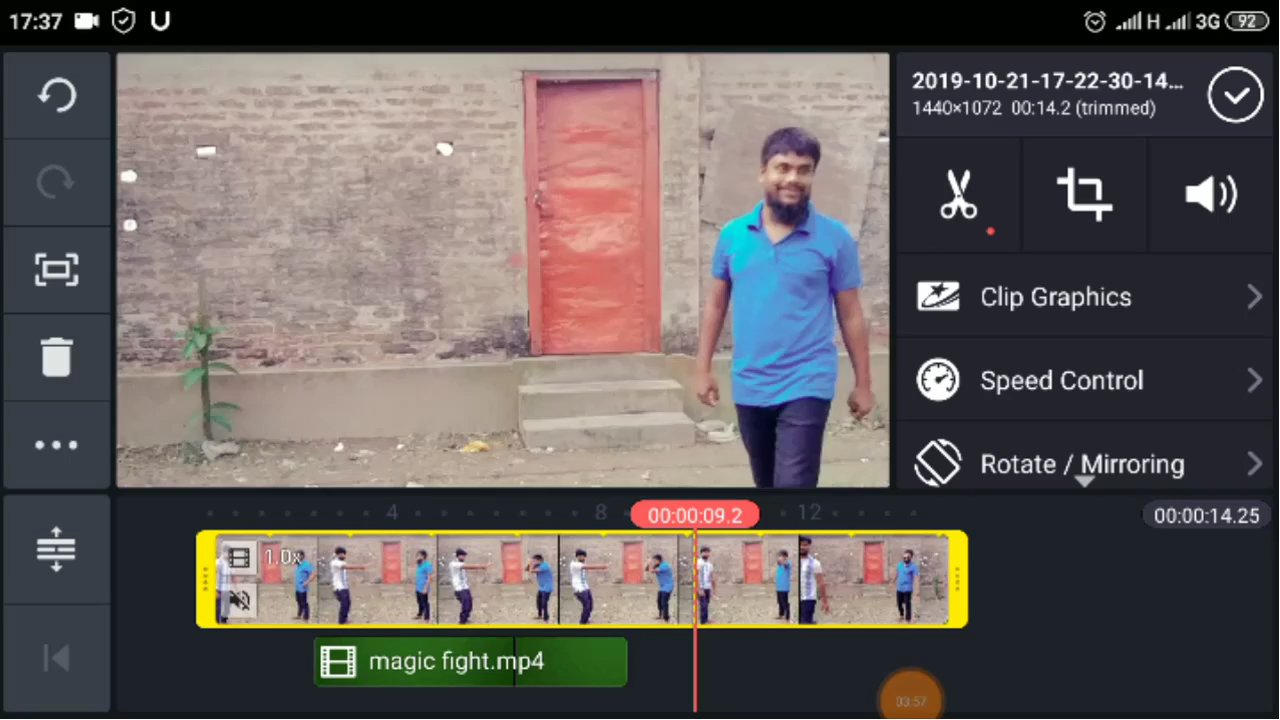 17:37
H 3G 92
2019-10-21-17-22-30-14...
1440×1072 00:14.2 (trimmed)
Clip Graphics
Speed Control
Rotate / Mirroring
4 8 00:00:09.2 12 00:00:14.25
1.0x
magic fight.mp4
03:57